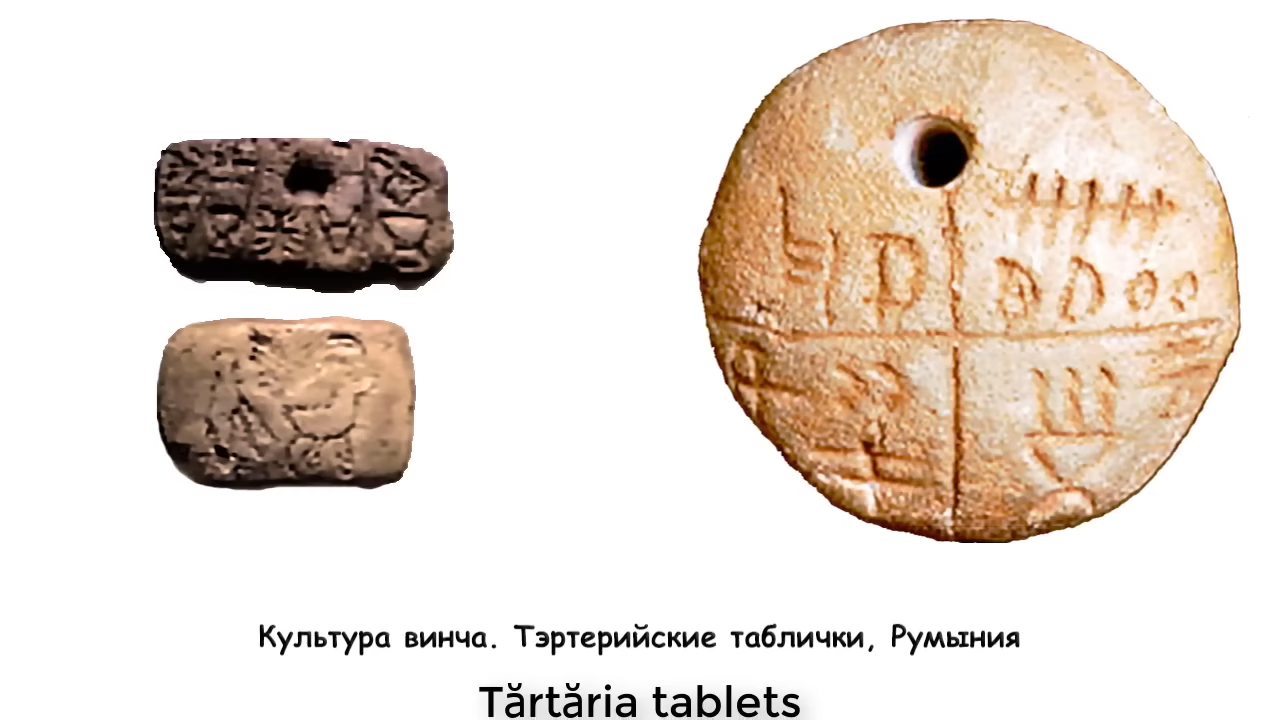 Культура винча. Тэртерийские таблички, Румыния
Tărtăria tablets